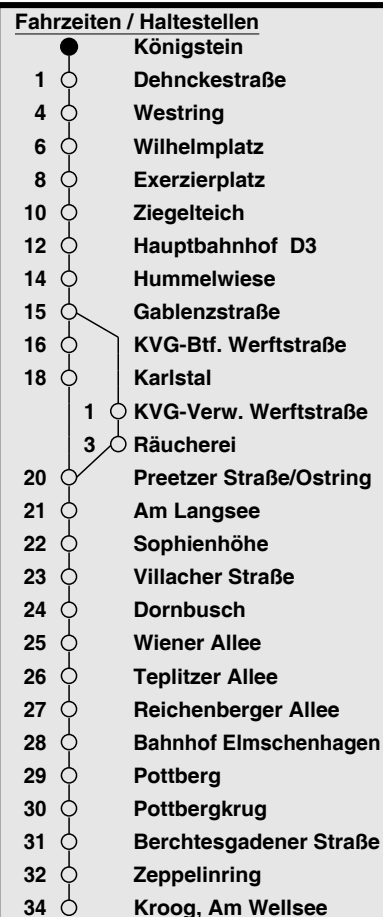 Fahrzeiten / Haltestellen
Königstein
1 Dehnckestraße
4 Westring
6 Wilhelmplatz
8 Exerzierplatz
10 Ziegelteich
12 Hauptbahnhof D3
14 Hummelwiese
15 Gablenzstraße
16 KVG-Btf. Werftstraße
18 Karlstal
1 KVG-Verw. Werftstraße
3 Räucherei
20 Preetzer Straße/Ostring
21 Am Langsee
22 Sophienhöhe
23 Villacher Straße
24 Dornbusch
25 Wiener Allee
26 Teplitzer Allee
27 Reichenberger Allee
28 Bahnhof Elmschenhagen
29 Pottberg
30 Pottbergkrug
31 Berchtesgadener Straße
32 Zeppelinring
34 Kroog, Am Wellsee